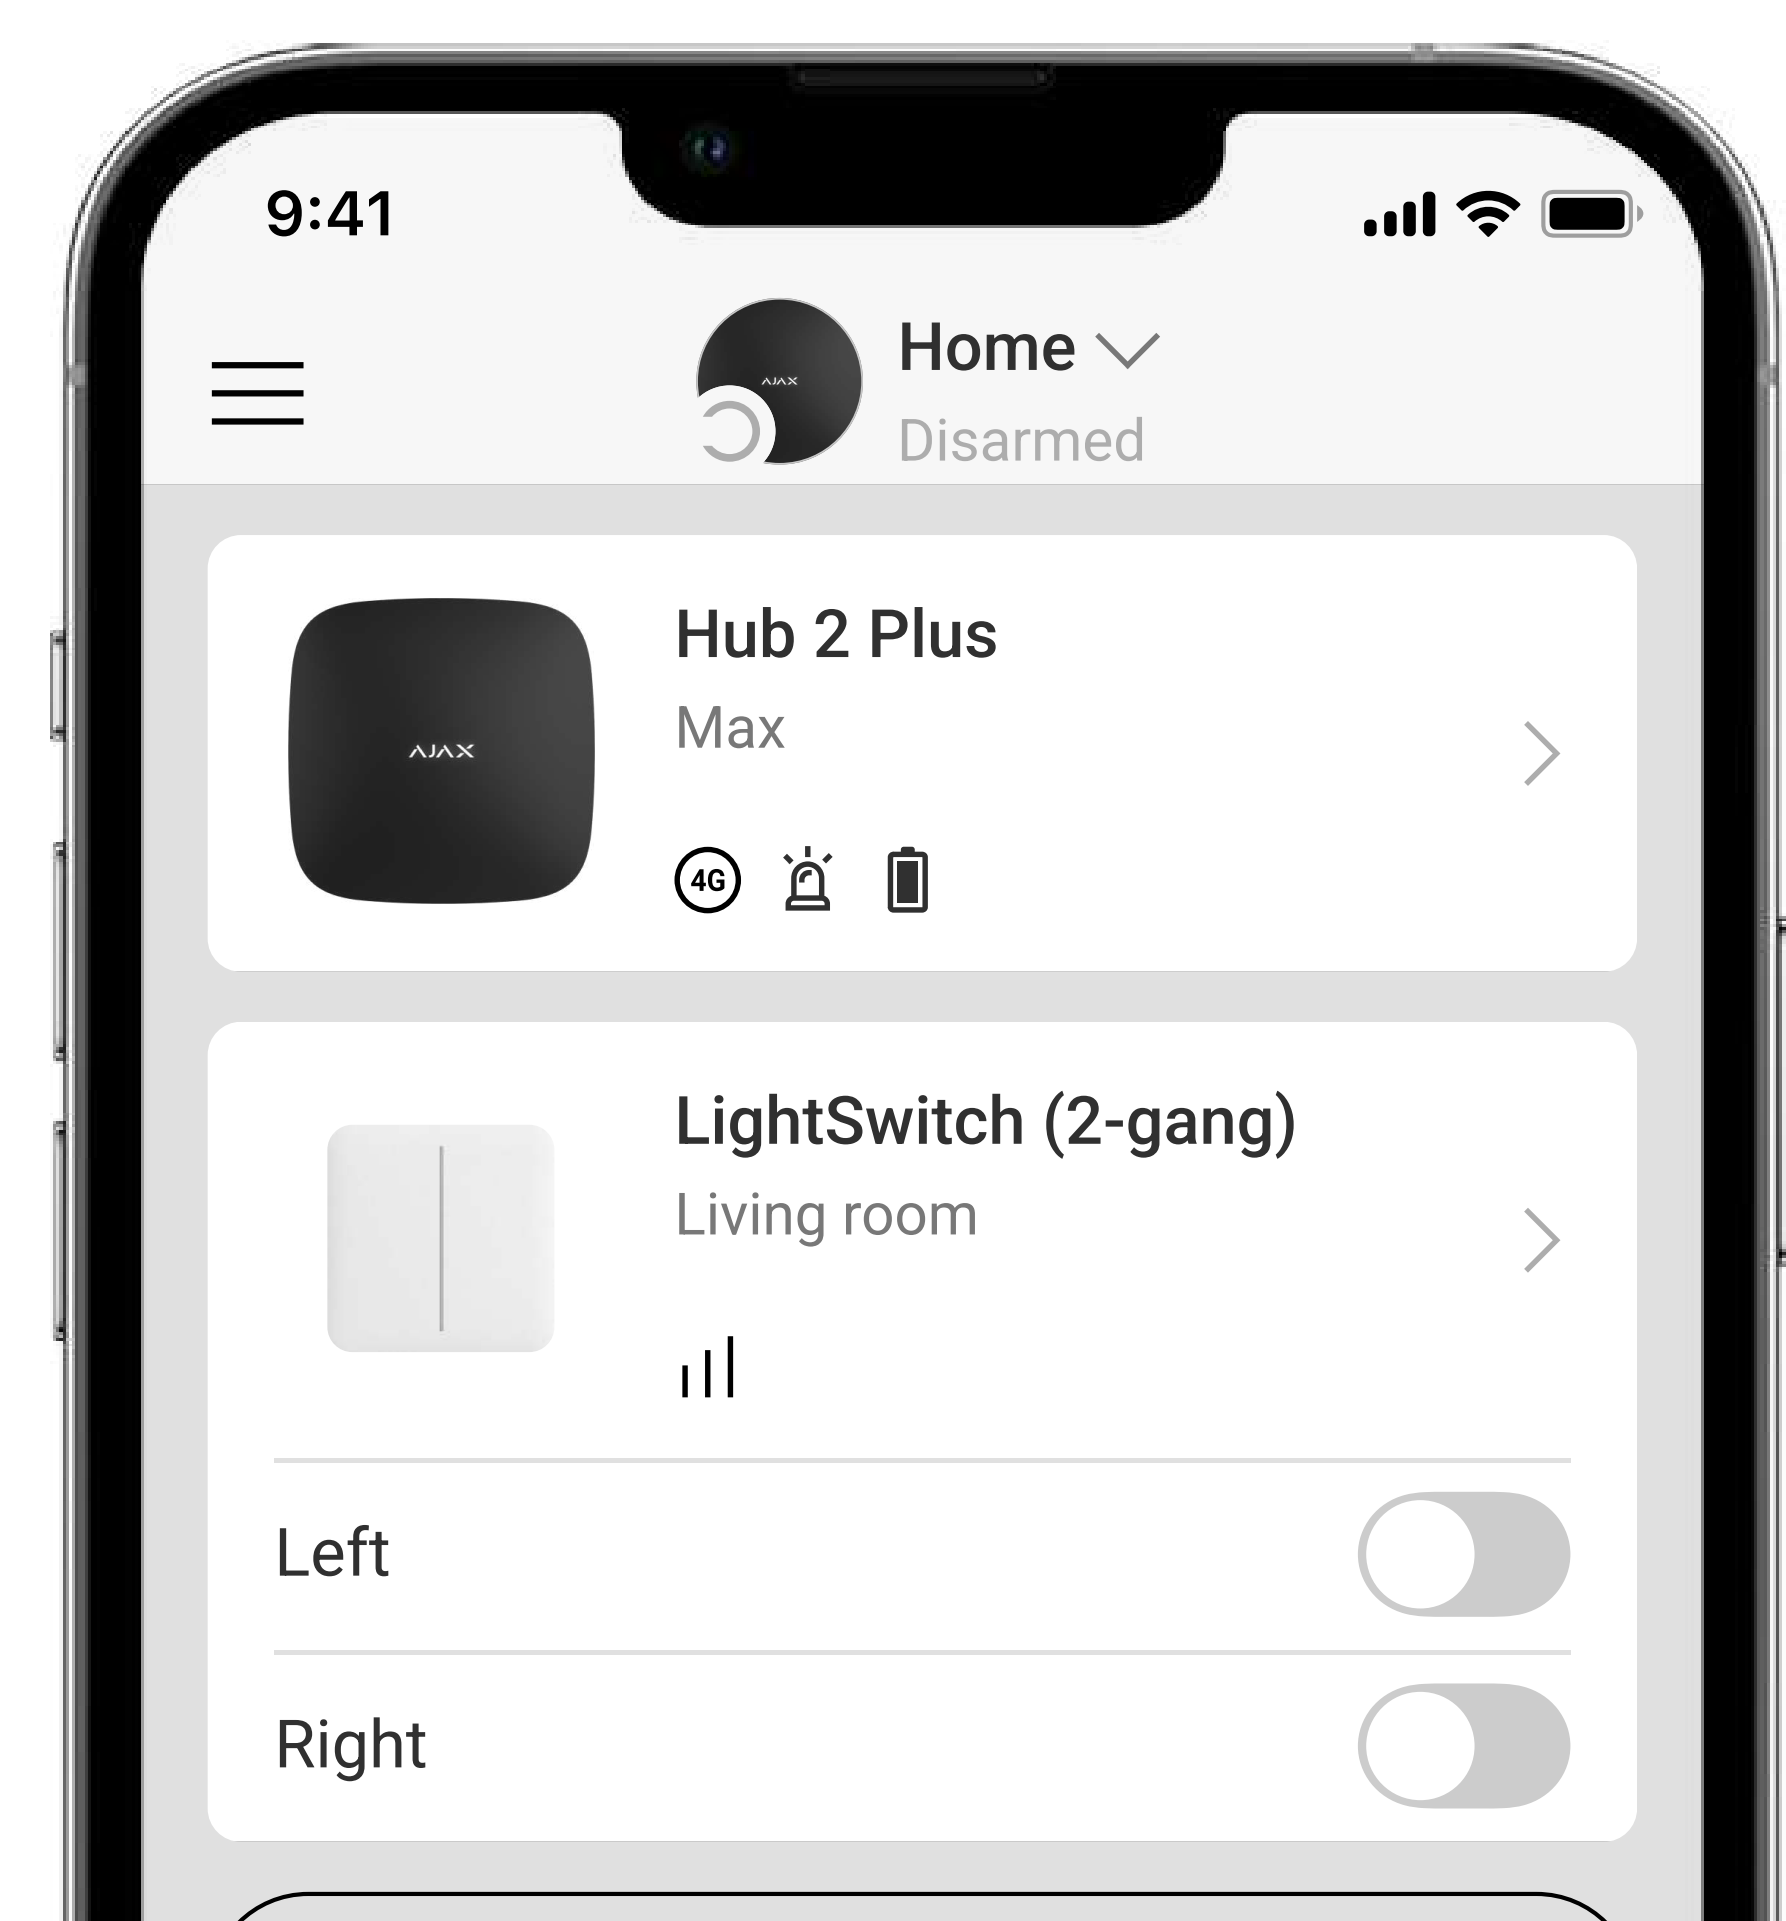 9:41
AJAX
Home
Disarmed
Hub 2 Plus
Max
AJAX
4G
LightSwitch (2-gang)
Living room
Left
Right